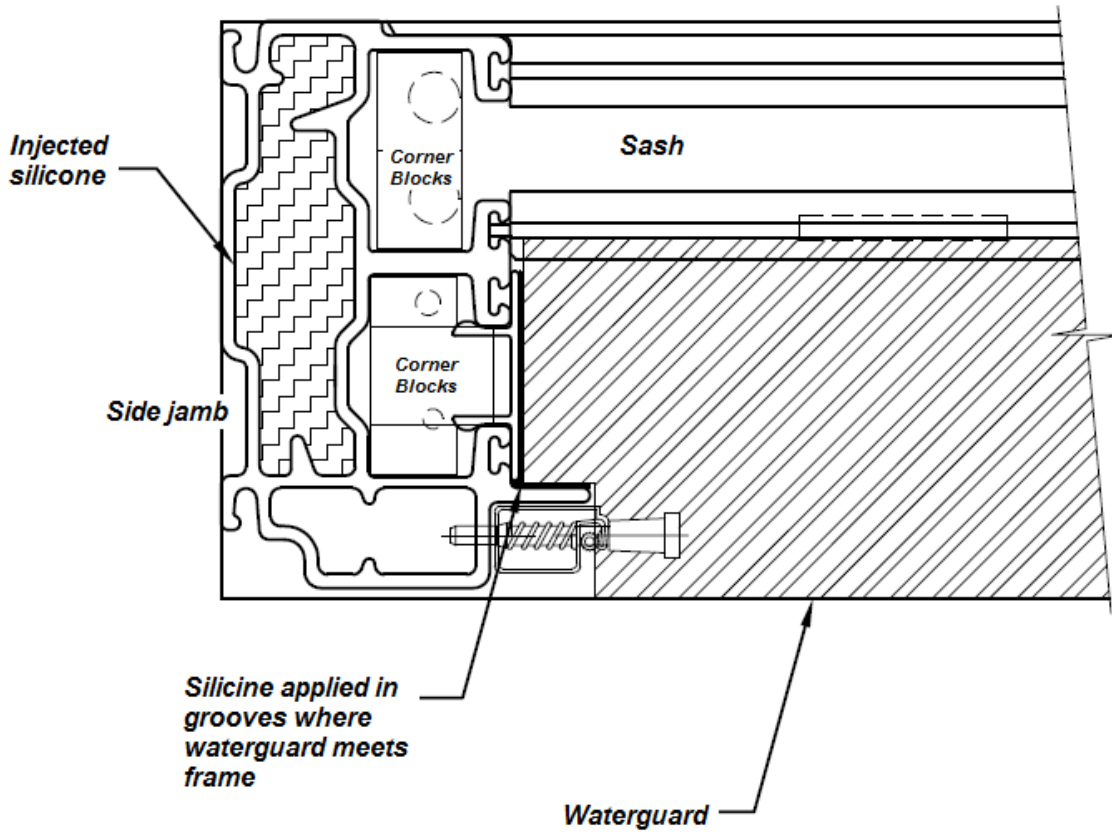 Injected
silicone
Corner
Blocks
Sash
Corner
Blocks
Side jamb
Silicine applied in
grooves where
waterguard meets
frame
Waterguard